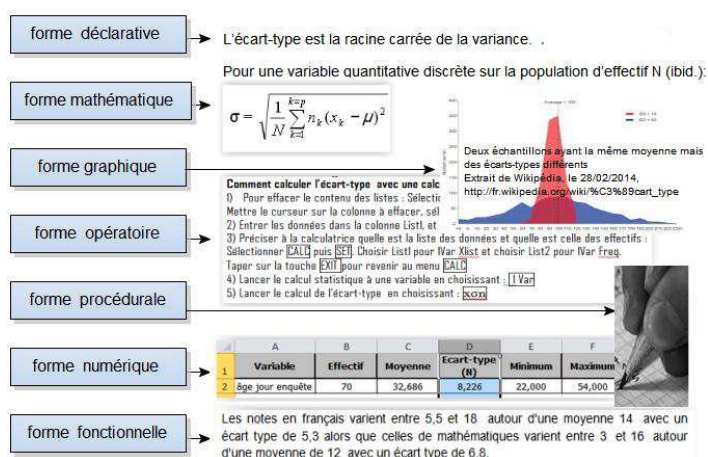 forme déclarative
L'écart-type est la racine carrée de la variance. .
Pour une variable quantitative discrète sur la population d'effectif N (ibid.):
forme mathématique
σ = √ 1/N ∑ k=1 k=p n_k (x_k − μ)²
Average = 100
SD = 10
SD = 50
forme graphique
Deux échantillons ayant la même moyenne mais
des écarts-types différents
Extrait de Wikipédia, le 28/02/2014,
http://fr.wikipedia.org/wiki/%C3%89cart_type
forme opératoire
Comment calculer l'écart-type avec une calc
1) Pour effacer le contenu des listes : Sélectio
Mettre le curseur sur la colonne à effacer, sél
2) Entrer les données dans la colonne List1, et
3) Préciser à la calculatrice quelle est la liste des données et quelle est celle des effectifs :
Sélectionner CALC puis SET. Choisir List1 pour 1Var Xlist et choisir List2 pour 1Var freq.
Taper sur la touche EXIT pour revenir au menu CALC
4) Lancer le calcul statistique à une variable en choisissant : 1 Var
5) Lancer le calcul de l'écart-type en choisissant : xσn
forme procédurale
forme numérique
A B C D E F
1 Variable Effectif Moyenne Ecart-type (N) Minimum Maximum
2 âge jour enquête 70 32,686 8,226 22,000 54,000
forme fonctionnelle
Les notes en français varient entre 5,5 et 18 autour d'une moyenne 14 avec un
écart type de 5,3 alors que celles de mathématiques varient entre 3 et 16 autour
d'une moyenne de 12 avec un écart type de 6,8.